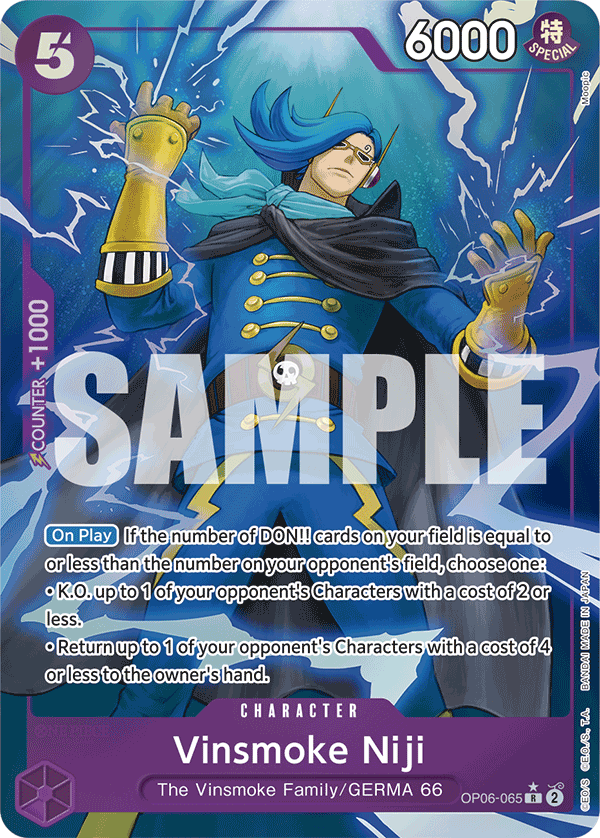 5
6000
特
SPECIAL
Moopic
COUNTER +1000
SAMPLE
On Play If the number of DON!! cards on your field is equal to
or less than the number on your opponent's field, choose one:
• K.O. up to 1 of your opponent's Characters with a cost of 2 or
less.
• Return up to 1 of your opponent's Characters with a cost of 4
or less to the owner's hand.
©E.O/S ©E.O./S, T.A. BANDAI MADE IN JAPAN
CHARACTER
Vinsmoke Niji
The Vinsmoke Family/GERMA 66
OP06-065 R 2